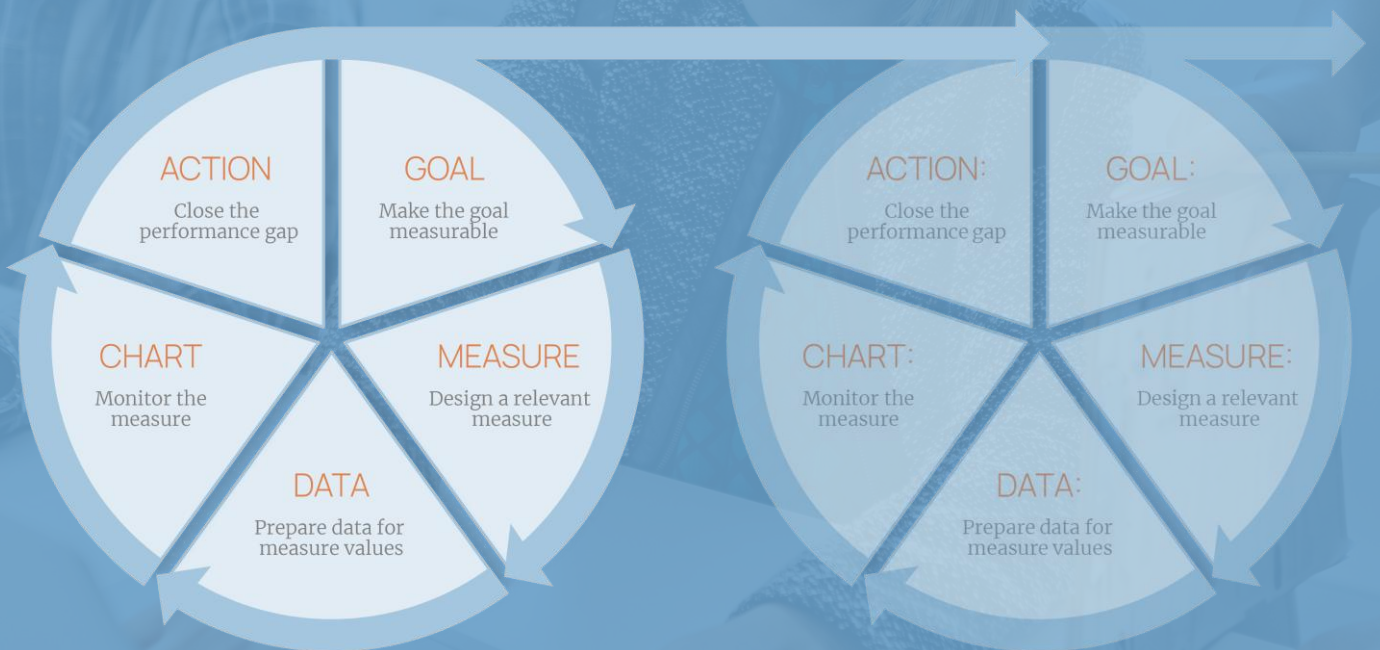 ACTION
Close the
performance gap
GOAL
Make the goal
measurable
CHART
Monitor the
measure
MEASURE
Design a relevant
measure
DATA
Prepare data for
measure values
ACTION:
Close the
performance gap
GOAL:
Make the goal
measurable
CHART:
Monitor the
measure
MEASURE:
Design a relevant
measure
DATA:
Prepare data for
measure values